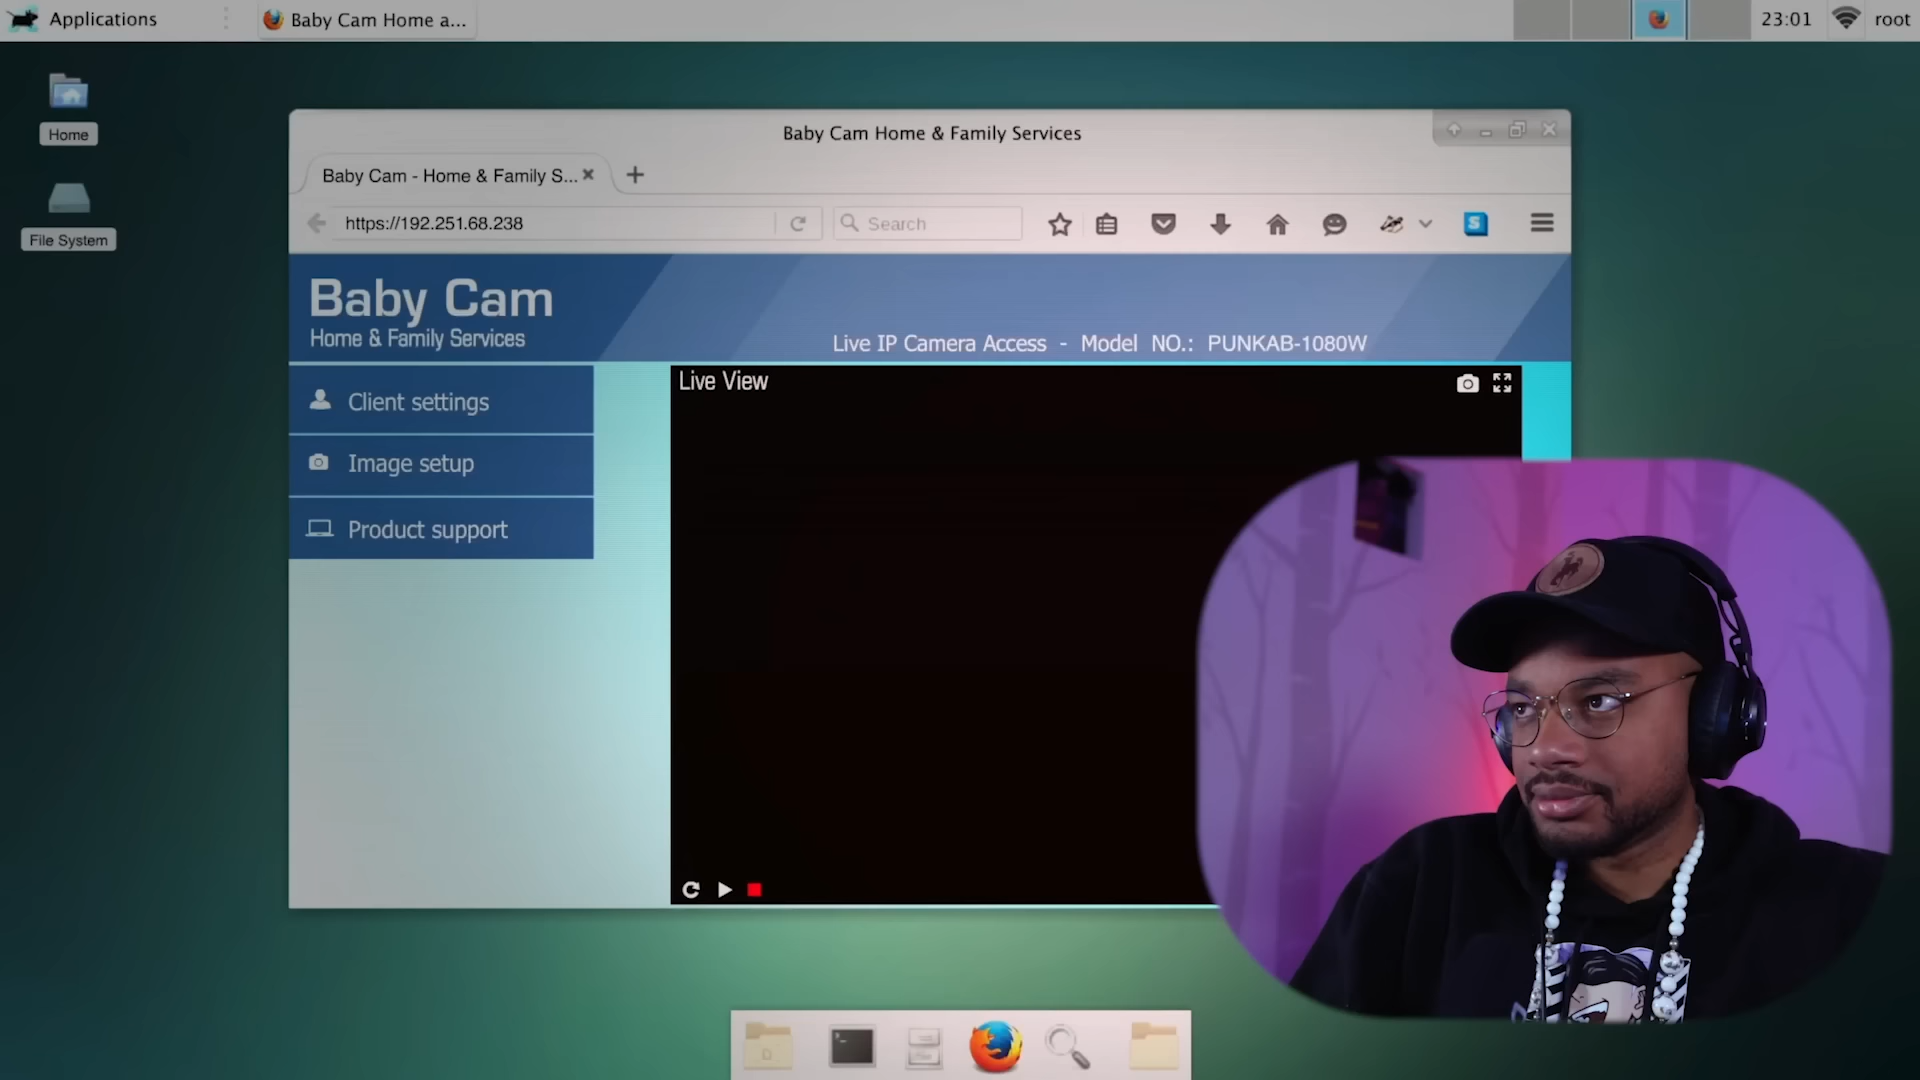 Applications
Baby Cam Home a...
23:01
root
Home
File System
Baby Cam Home & Family Services
Baby Cam - Home & Family S...
https://192.251.68.238
Search
S
Baby Cam
Home & Family Services
Live IP Camera Access - Model NO.: PUNKAB-1080W
Client settings
Image setup
Product support
Live View